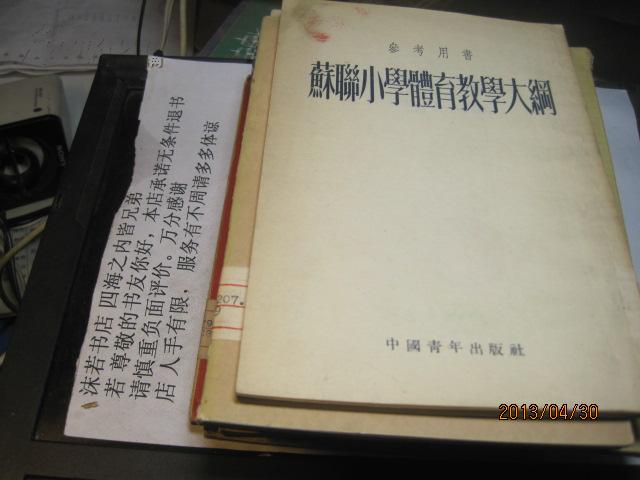 參考用書
蘇聯小學體育教學大綱
中國青年出版社
沫若书店 四海之内皆兄弟
若 尊敬的书友你好，本店承诺无条件退书
请慎重负面评价。万分感谢
店 人手有限， 服务有不周请多多体谅
207.
2013/04/30